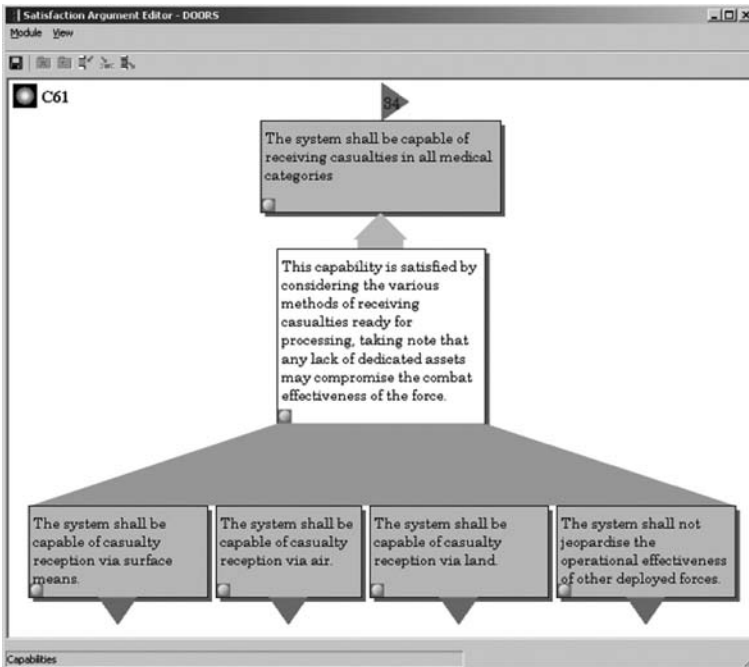 Satisfaction Argument Editor - DOORS
Module View
C61
34
The system shall be capable of
receiving casualties in all medical
categories
This capability is satisfied by
considering the various
methods of receiving
casualties ready for
processing, taking note that
any lack of dedicated assets
may compromise the combat
effectiveness of the force.
The system shall be
capable of casualty
reception via surface
means.
The system shall be
capable of casualty
reception via air.
The system shall be
capable of casualty
reception via land.
The system shall not
jeopardise the
operational effectiveness
of other deployed forces.
Capabilities